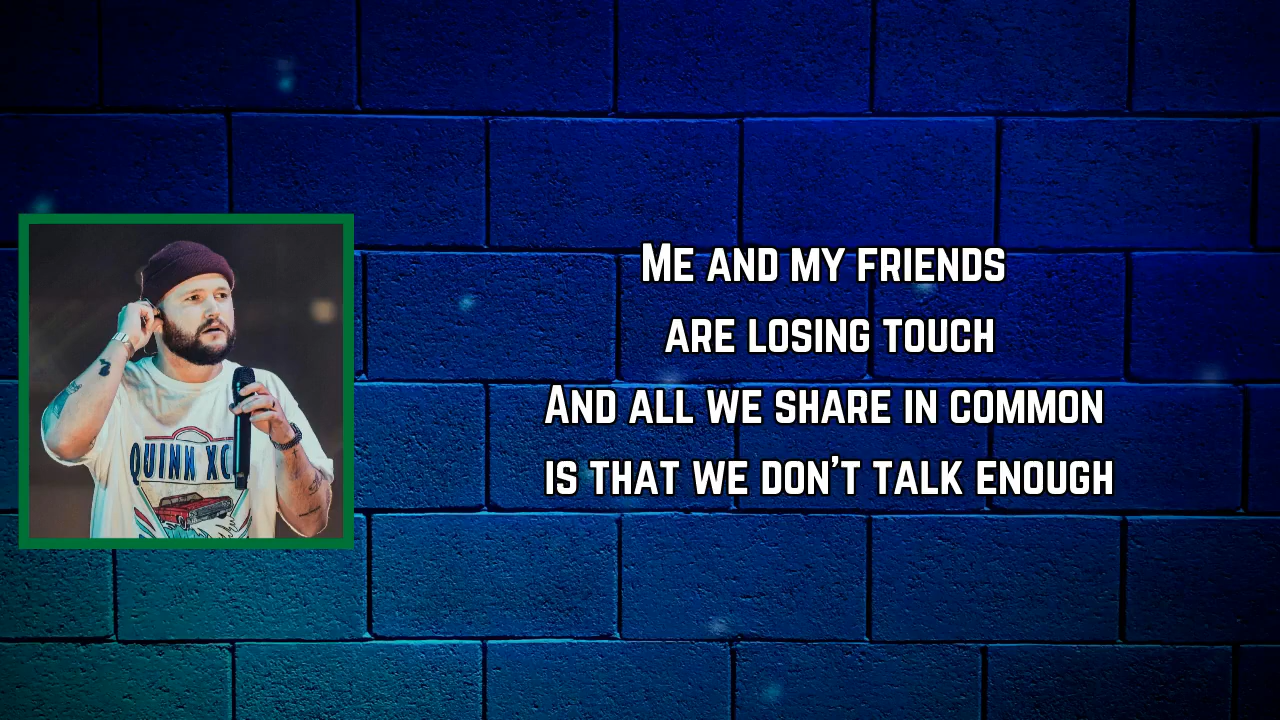 QUINN XC
Me and my friends
are losing touch
And all we share in common
is that we don't talk enough